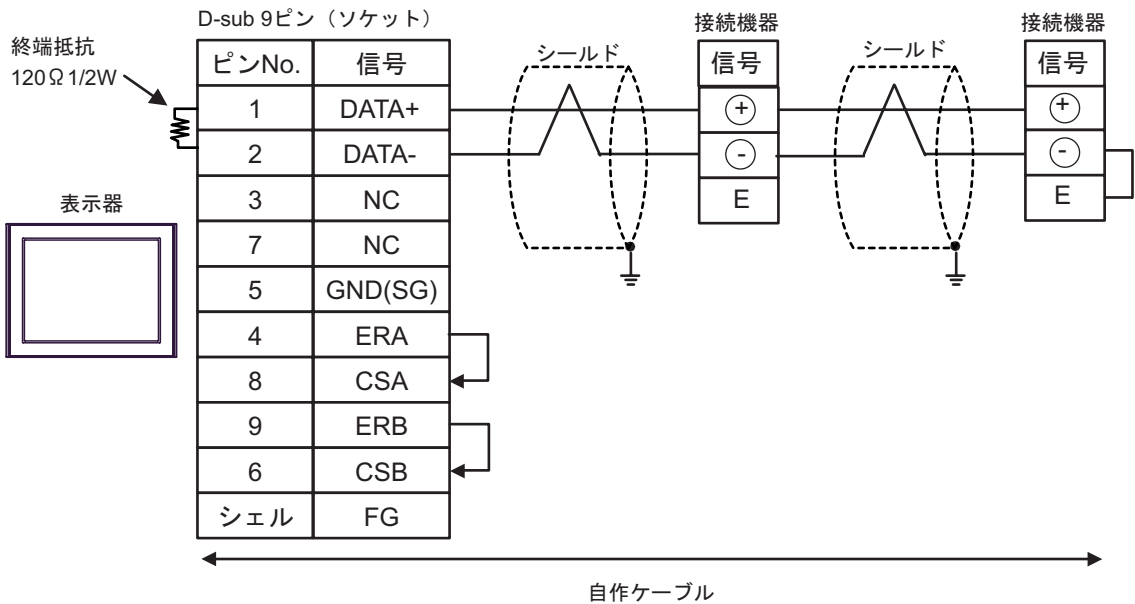 D-sub 9ピン（ソケット）
接続機器
接続機器
終端抵抗
120Ω1/2W
シールド
シールド
ピンNo. 信号
信号
信号
1 DATA+
+
+
2 DATA-
-
-
3 NC
E
E
表示器
7 NC
5 GND(SG)
4 ERA
8 CSA
9 ERB
6 CSB
シェル FG
自作ケーブル